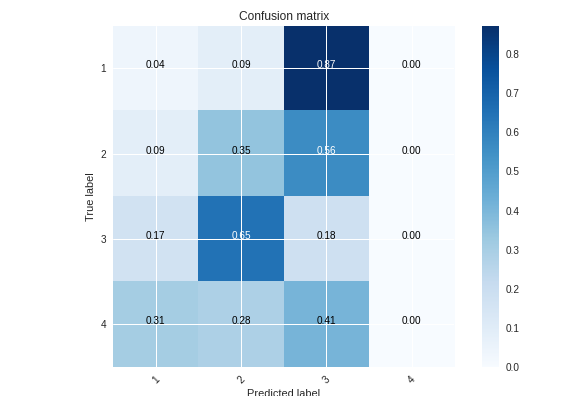 Confusion matrix
1 0.04 0.09 0.87 0.00
2 0.09 0.35 0.56 0.00
3 0.17 0.65 0.18 0.00
4 0.31 0.28 0.41 0.00
True label
1 2 3 4
Predicted label
0.8
0.7
0.6
0.5
0.4
0.3
0.2
0.1
0.0